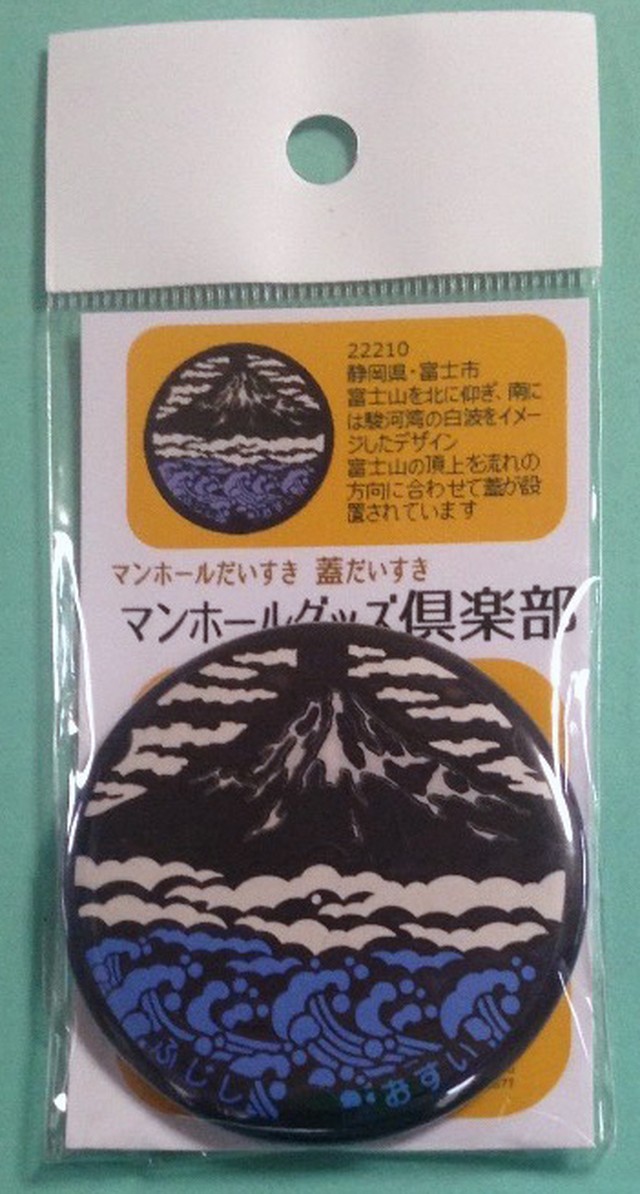 22210
静岡県・富士市
富士山を北に仰ぎ、南に
は駿河湾の白波をイメー
ジしたデザイン
富士山の頂上を流れの
方向に合わせて蓋が設
置されています
マンホールだいすき 蓋だいすき
マンホールグッズ倶楽部
ふじし
おすい